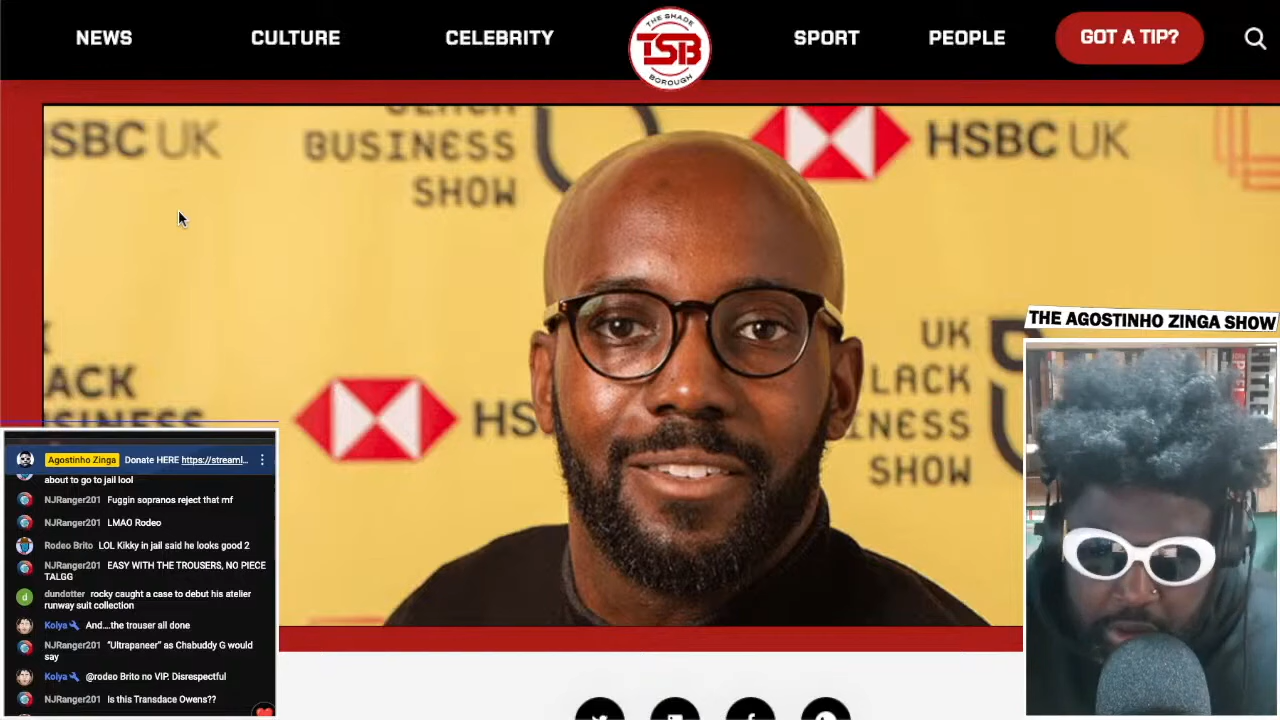 NEWS
CULTURE
CELEBRITY
THE SHADE
TSB
BOROUGH
SPORT
PEOPLE
GOT A TIP?
SBC UK
BUSINESS
SHOW
HSBC UK
UK
LACK
INESS
SHOW
ACK
HS
THE AGOSTINHO ZINGA SHOW
Agostinho Zinga Donate HERE https://streaml...
about to go to jail lool
NJRanger201 Fuggin sopranos reject that mf
NJRanger201 LMAO Rodeo
Rodeo Brito LOL Kikky in jail said he looks good 2
NJRanger201 EASY WITH THE TROUSERS, NO PIECE
TALGG
dundotter rocky caught a case to debut his atelier
runway suit collection
Kolya And....the trouser all done
NJRanger201 "Ultrapaneer" as Chabuddy G would
say
Kolya @rodeo Brito no VIP. Disrespectful
NJRanger201 Is this Transdace Owens??